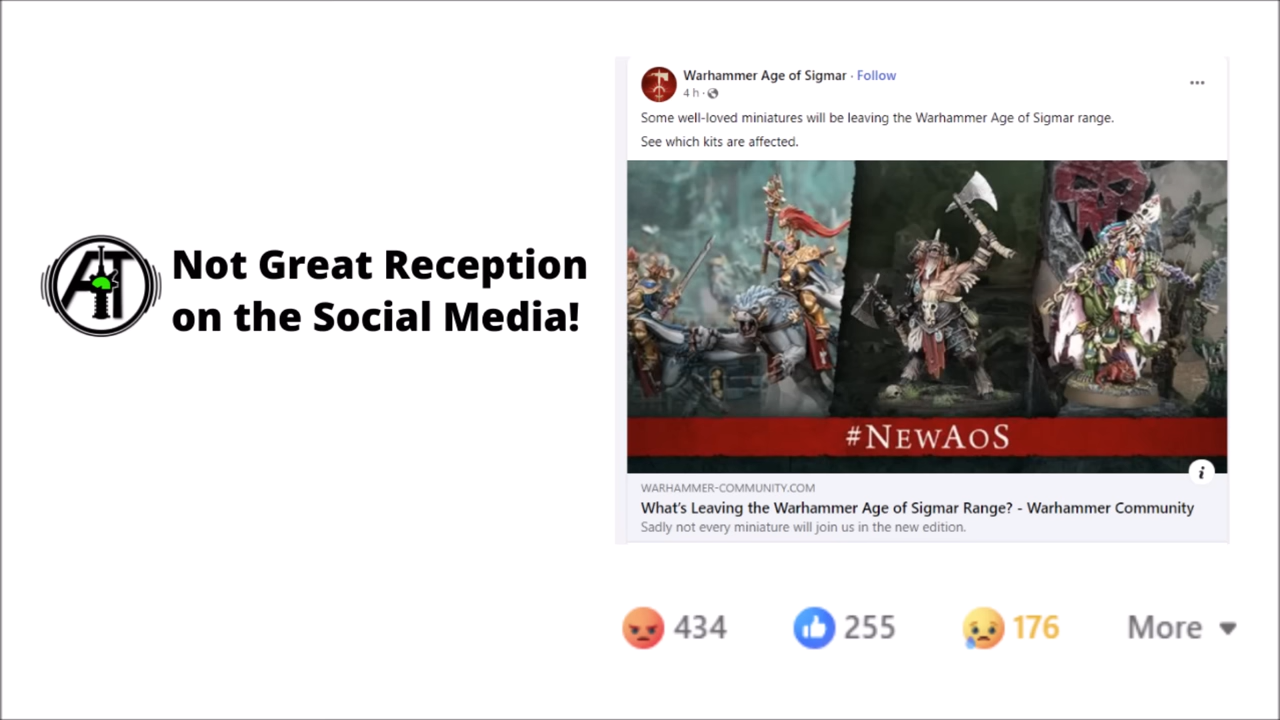 AT
Not Great Reception
on the Social Media!
Warhammer Age of Sigmar · Follow
4 h ·
Some well-loved miniatures will be leaving the Warhammer Age of Sigmar range.
See which kits are affected.
#NEWAOS
i
WARHAMMER-COMMUNITY.COM
What's Leaving the Warhammer Age of Sigmar Range? - Warhammer Community
Sadly not every miniature will join us in the new edition.
434 255 176 More